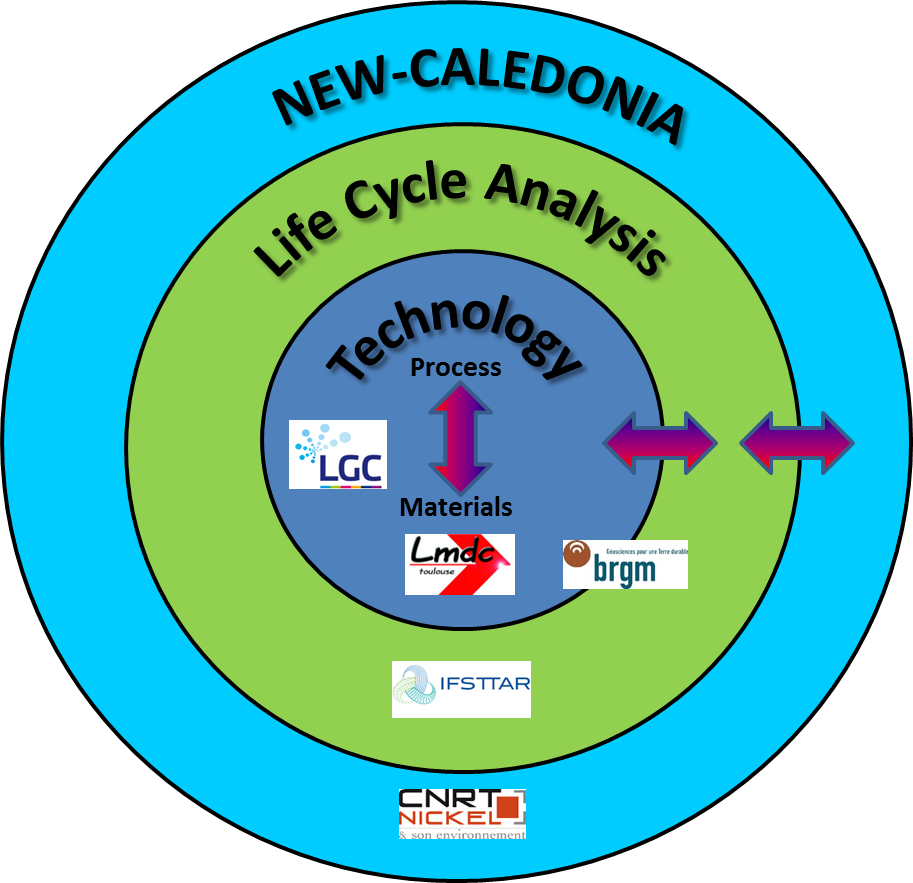 NEW-CALEDONIA
Life Cycle Analysis
Technology
Process
LGC
Materials
Lmdc
toulouse
Géosciences pour une Terre durable
brgm
IFSTTAR
CNRT
NICKEL
& son environnement